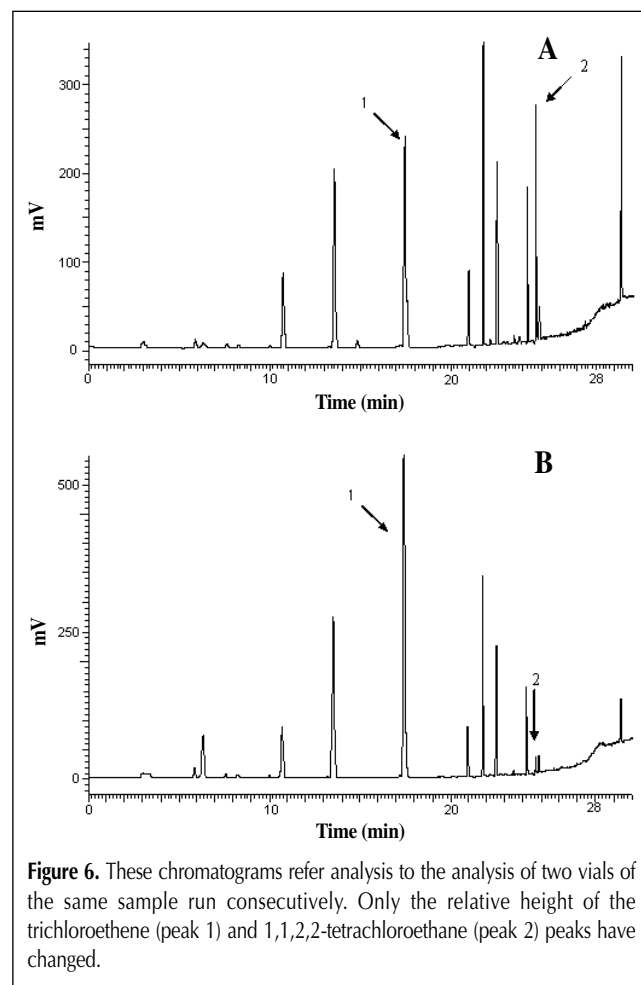 A
300
200
100
0
mV
1
2
0
10
20
28
Time (min)
B
500
250
0
mV
1
2
0
10
20
28
Time (min)
Figure 6. These chromatograms refer analysis to the analysis of two vials of
the same sample run consecutively. Only the relative height of the
trichloroethene (peak 1) and 1,1,2,2-tetrachloroethane (peak 2) peaks have
changed.